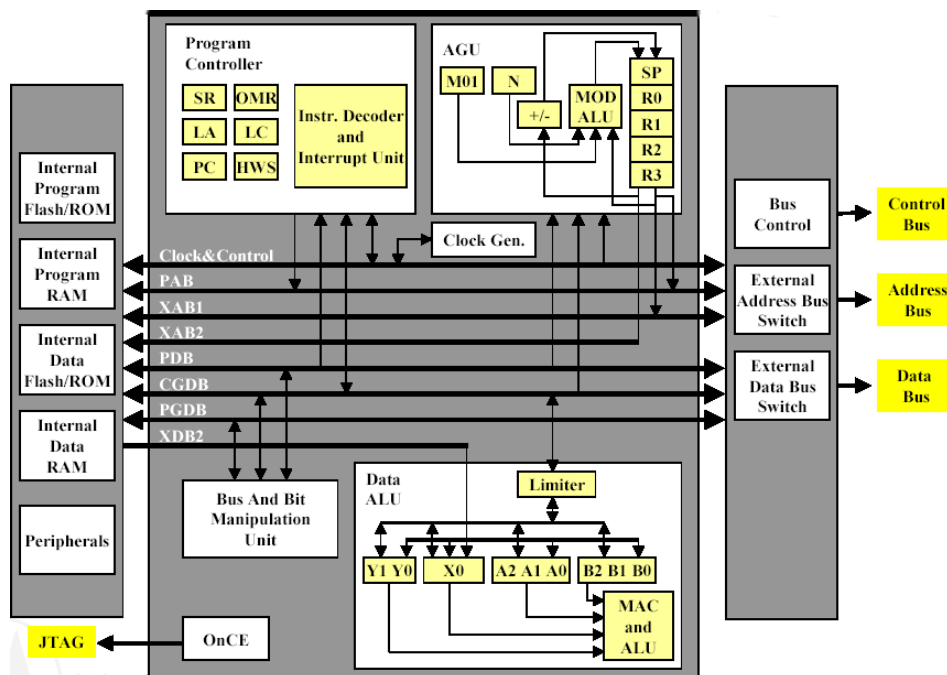 Program
Controller
SR
OMR
LA
LC
PC
HWS
Instr. Decoder
and
Interrupt Unit
AGU
M01
N
+/-
MOD
ALU
SP
R0
R1
R2
R3
Internal
Program
Flash/ROM
Internal
Program
RAM
Internal
Data
Flash/ROM
Internal
Data
RAM
Peripherals
Clock Gen.
Clock&Control
PAB
XAB1
XAB2
PDB
CGDB
PGDB
XDB2
Bus
Control
External
Address Bus
Switch
External
Data Bus
Switch
Control
Bus
Address
Bus
Data
Bus
Bus And Bit
Manipulation
Unit
Data
ALU
Limiter
Y1 Y0
X0
A2 A1 A0
B2 B1 B0
MAC
and
ALU
JTAG
OnCE